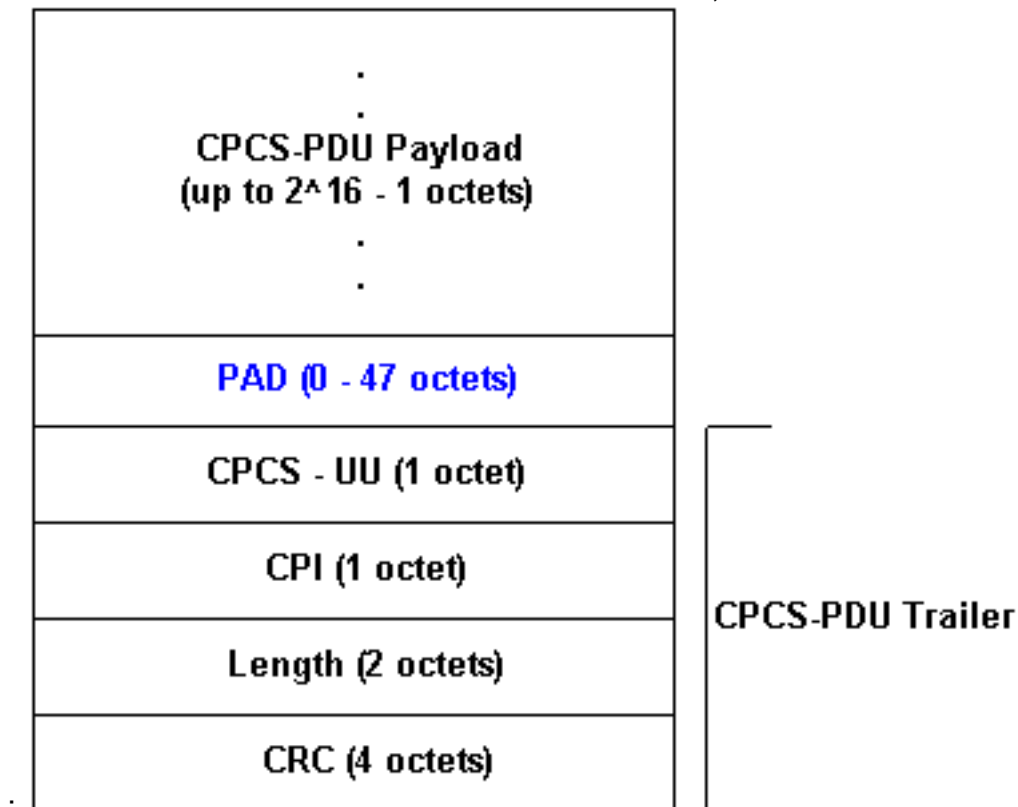 CPCS-PDU Payload
(up to 2^16 - 1 octets)
PAD (0 - 47 octets)
CPCS - UU (1 octet)
CPI (1 octet)
Length (2 octets)
CRC (4 octets)
CPCS-PDU Trailer